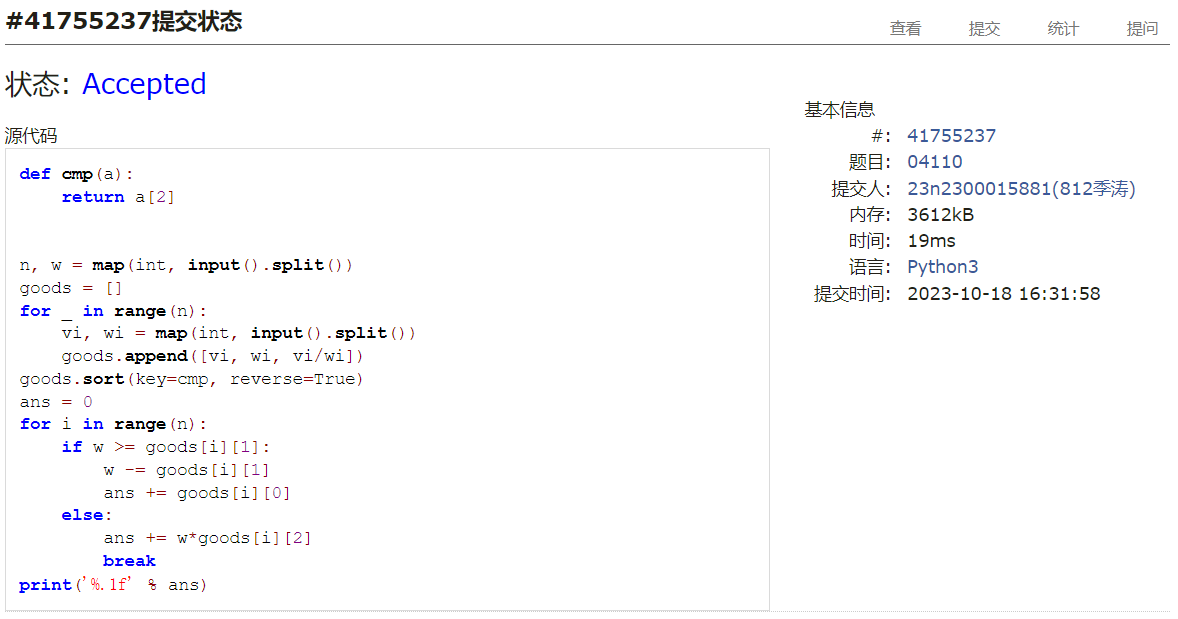 #41755237提交状态
查看 提交 统计 提问
状态: Accepted
源代码
def cmp(a):
    return a[2]
n, w = map(int, input().split())
goods = []
for _ in range(n):
    vi, wi = map(int, input().split())
    goods.append([vi, wi, vi/wi])
goods.sort(key=cmp, reverse=True)
ans = 0
for i in range(n):
    if w >= goods[i][1]:
        w -= goods[i][1]
        ans += goods[i][0]
    else:
        ans += w*goods[i][2]
        break
print('%.1f' % ans)
基本信息
#: 41755237
题目: 04110
提交人: 23n2300015881(812季涛)
内存: 3612kB
时间: 19ms
语言: Python3
提交时间: 2023-10-18 16:31:58